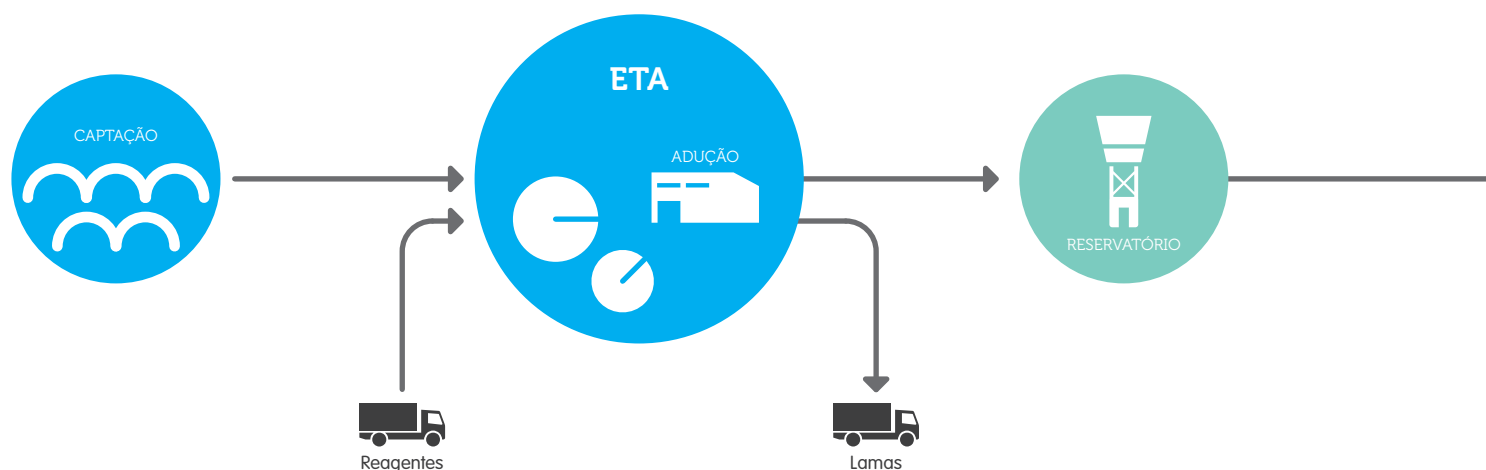 CAPTAÇÃO
ETA
ADUÇÃO
RESERVATÓRIO
Reagentes
Lamas